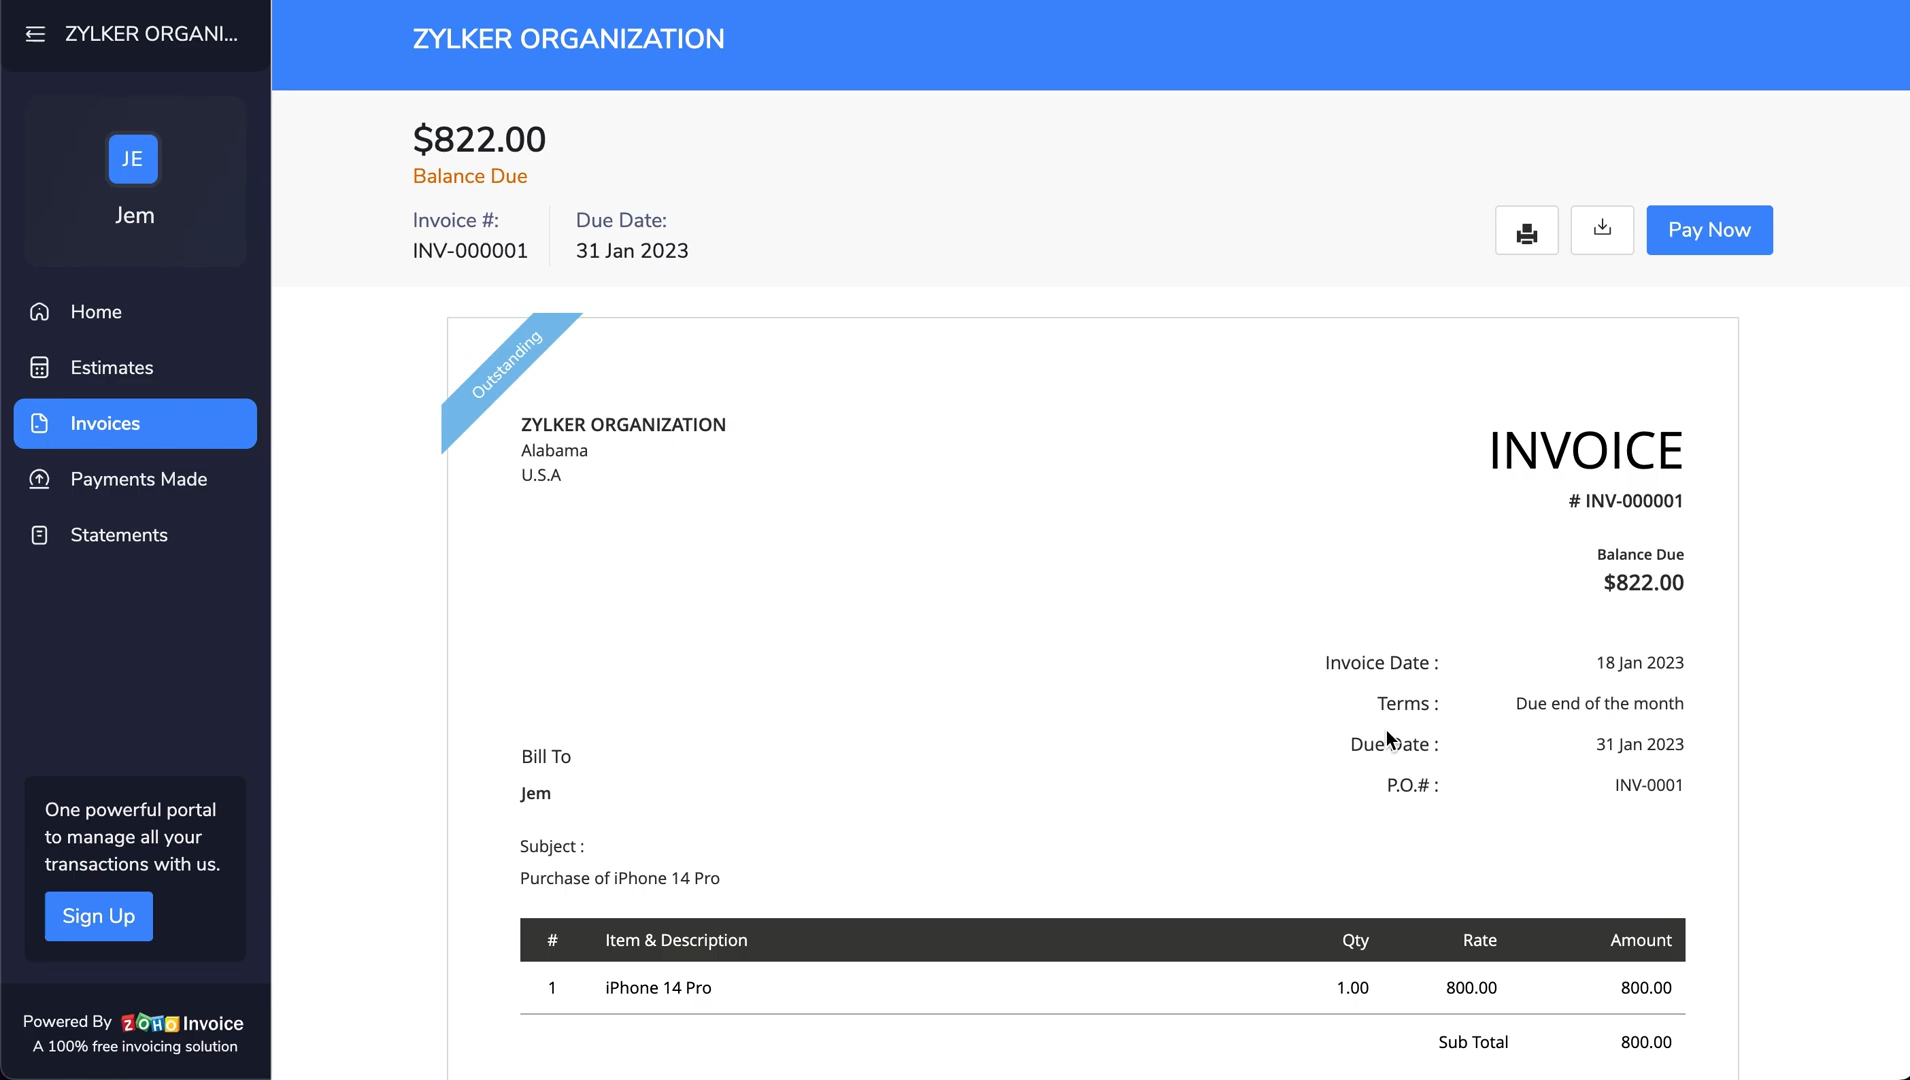 ZYLKER ORGANI...
JE
Jem
Home
Estimates
Invoices
Payments Made
Statements
One powerful portal
to manage all your
transactions with us.
Sign Up
Powered By ZOHO Invoice
A 100% free invoicing solution
ZYLKER ORGANIZATION
$822.00
Balance Due
Invoice #: Due Date:
INV-000001 31 Jan 2023
Pay Now
Outstanding
ZYLKER ORGANIZATION
Alabama
U.S.A
INVOICE
# INV-000001
Balance Due
$822.00
Invoice Date : 18 Jan 2023
Terms : Due end of the month
Due Date : 31 Jan 2023
P.O.# : INV-0001
Bill To
Jem
Subject :
Purchase of iPhone 14 Pro
# Item & Description Qty Rate Amount
1 iPhone 14 Pro 1.00 800.00 800.00
Sub Total 800.00